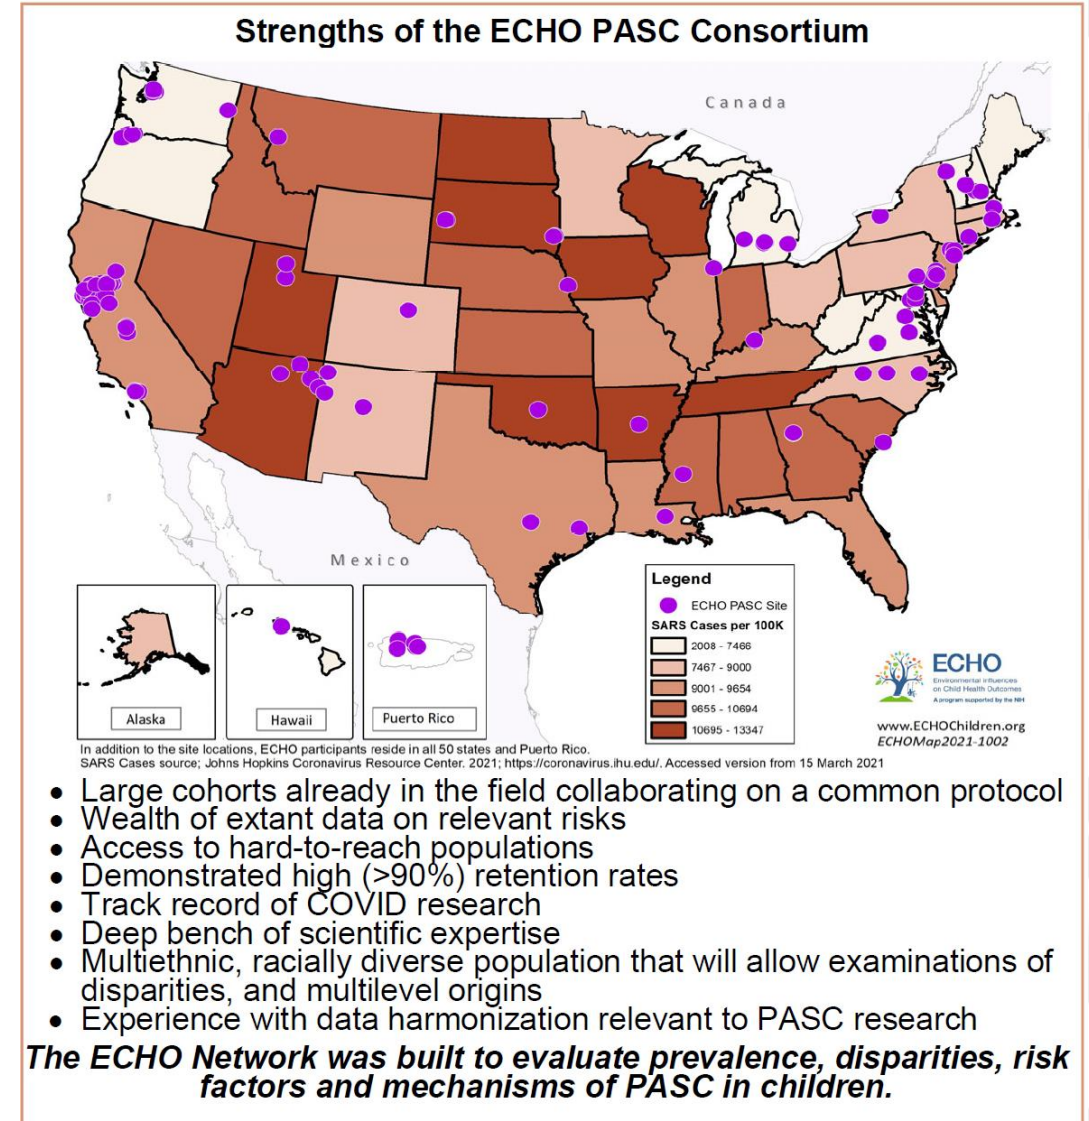 Strengths of the ECHO PASC Consortium
Canada
Mexico
Alaska
Hawaii
Puerto Rico
Legend
ECHO PASC Site
SARS Cases per 100K
2008 - 7466
7467 - 9000
9001 - 9654
9655 - 10694
10695 - 13347
ECHO
Environmental influences
on Child Health Outcomes
A program supported by the NIH
www.ECHOChildren.org
ECHOMap2021-1002
In addition to the site locations, ECHO participants reside in all 50 states and Puerto Rico.
SARS Cases source; Johns Hopkins Coronavirus Resource Center. 2021; https://coronavirus.ihu.edu/. Accessed version from 15 March 2021
• Large cohorts already in the field collaborating on a common protocol
• Wealth of extant data on relevant risks
• Access to hard-to-reach populations
• Demonstrated high (>90%) retention rates
• Track record of COVID research
• Deep bench of scientific expertise
• Multiethnic, racially diverse population that will allow examinations of
disparities, and multilevel origins
• Experience with data harmonization relevant to PASC research
The ECHO Network was built to evaluate prevalence, disparities, risk
factors and mechanisms of PASC in children.